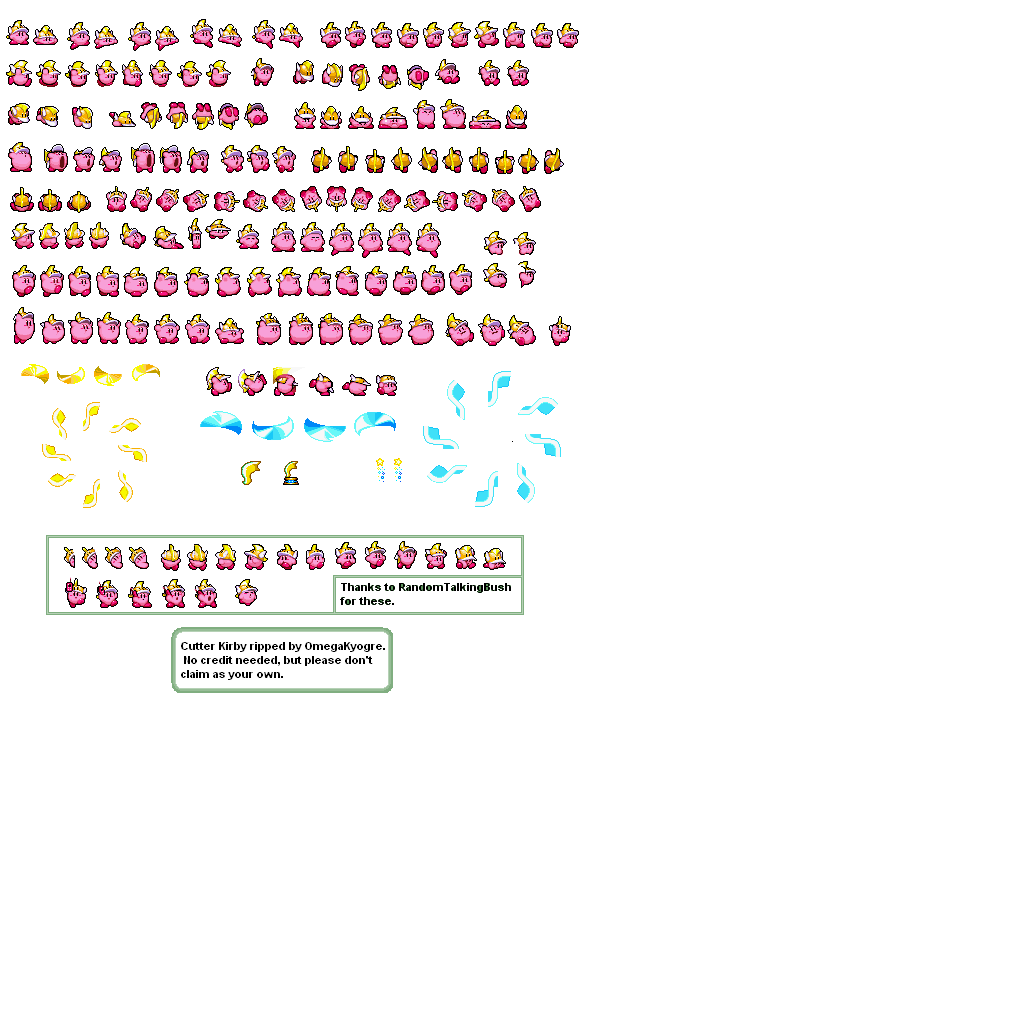 Thanks to RandomTalkingBush
for these.
Cutter Kirby ripped by OmegaKyogre.
No credit needed, but please don't
claim as your own.